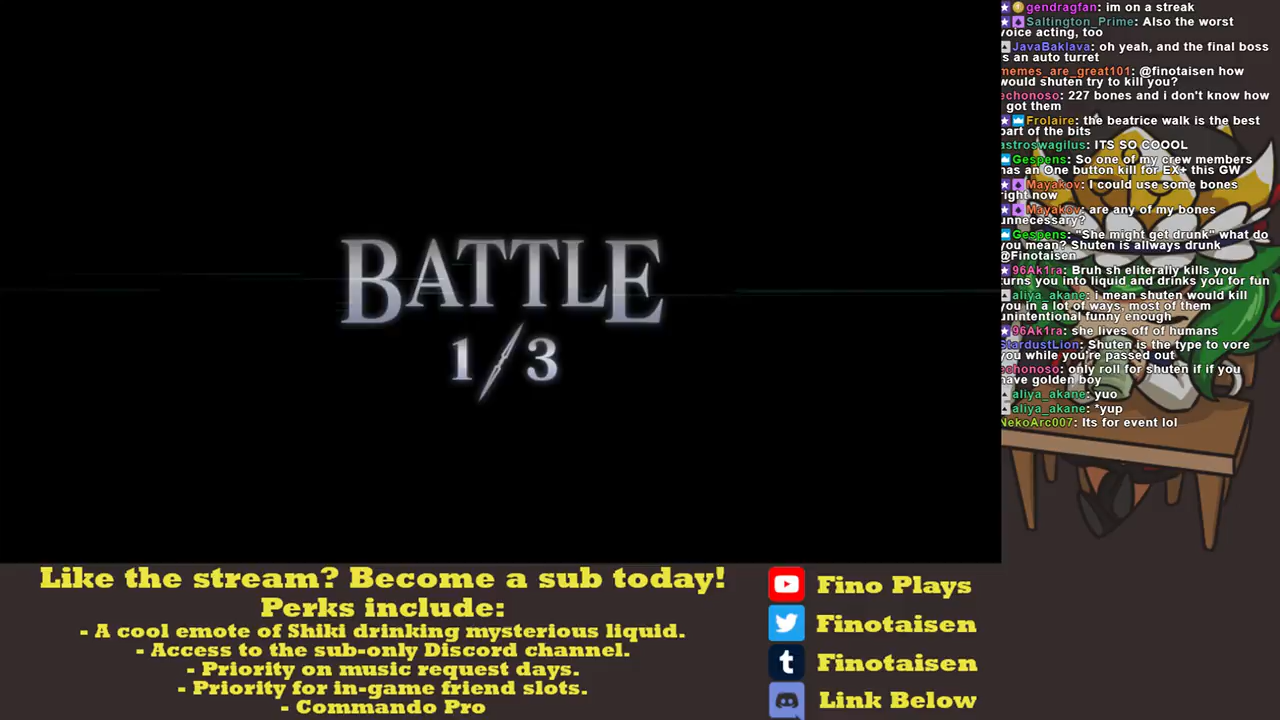 BATTLE
1/3
gendragfan: im on a streak
Saltington_Prime: Also the worst
voice acting, too
JavaBaklava: oh yeah, and the final boss
s an auto turret
memes_are_great101: @finotaisen how
would shuten try to kill you?
echonoso: 227 bones and i don't know how
got them
Frolaire: the beatrice walk is the best
part of the bits
astroswagilus: ITS SO COOOL
Gespens: So one of my crew members
has an One button kill for EX+ this GW
Mayakov: I could use some bones
right now
Mayakov: are any of my bones
unnecessary?
Gespens: "She might get drunk" what do
you mean? Shuten is allways drunk
@Finotaisen
96Ak1ra: Bruh sh eliterally kills you
turns you into liquid and drinks you for fun
aliya_akane: i mean shuten would kill
you in a lot of ways, most of them
unintentional funny enough
96Ak1ra: she lives off of humans
StardustLion: Shuten is the type to vore
you while you're passed out
echonoso: only roll for shuten if if you
have golden boy
aliya_akane: yuo
aliya_akane: *yup
NekoArc007: Its for event lol
Like the stream? Become a sub today!
Perks include:
- A cool emote of Shiki drinking mysterious liquid.
- Access to the sub-only Discord channel.
- Priority on music request days.
- Priority for in-game friend slots.
- Commando Pro
Fino Plays
Finotaisen
Finotaisen
Link Below